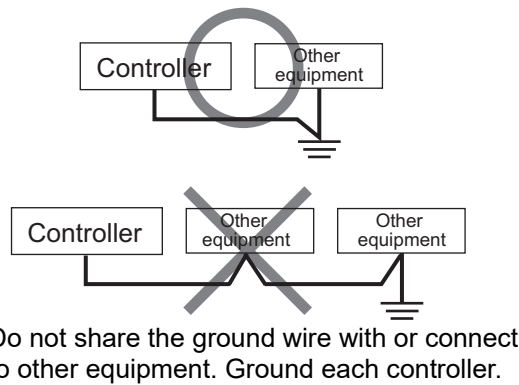 Controller
Other
equipment
Controller
Other
equipment
Other
equipment
Do not share the ground wire with or connect
to other equipment. Ground each controller.